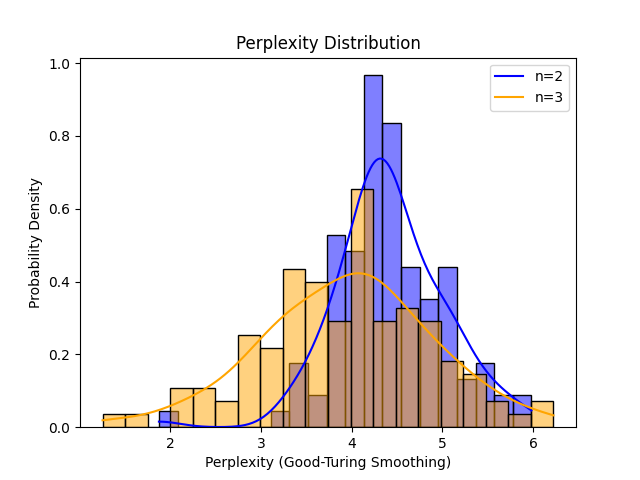 Perplexity Distribution
n=2
n=3
1.0
0.8
0.6
0.4
0.2
0.0
Probability Density
2 3 4 5 6
Perplexity (Good-Turing Smoothing)